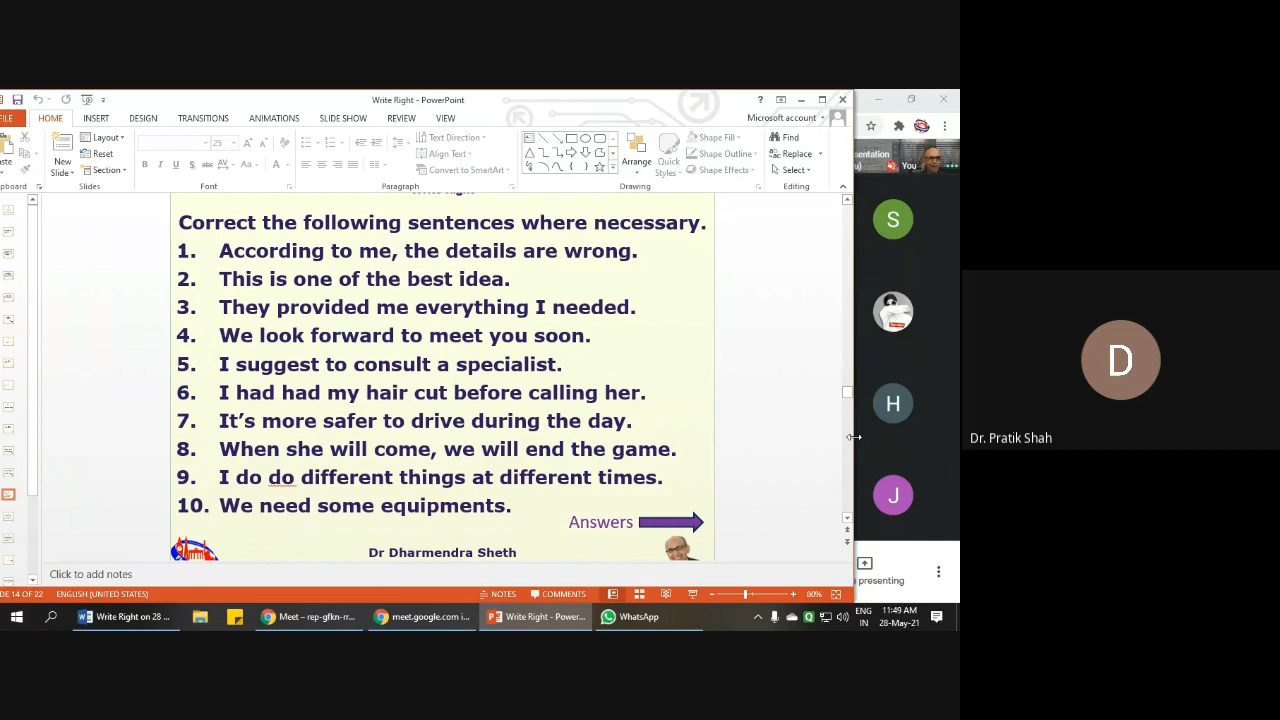 Write Right - PowerPoint
FILE HOME INSERT DESIGN TRANSITIONS ANIMATIONS SLIDE SHOW REVIEW VIEW Microsoft account
New Slide Layout Reset Section
25
Text Direction Align Text Convert to SmartArt
Arrange Quick Styles Shape Fill Shape Outline Shape Effects
Find Replace Select
Slides Font Paragraph Drawing Editing
Correct the following sentences where necessary.
1. According to me, the details are wrong.
2. This is one of the best idea.
3. They provided me everything I needed.
4. We look forward to meet you soon.
5. I suggest to consult a specialist.
6. I had had my hair cut before calling her.
7. It’s more safer to drive during the day.
8. When she will come, we will end the game.
9. I do do different things at different times.
10. We need some equipments.
Answers
Dr Dharmendra Sheth
Click to add notes
DE 14 OF 22 ENGLISH (UNITED STATES) NOTES COMMENTS 80%
Write Right on 28 ... Meet – rep-gfkn-rr... meet.google.com i... Write Right - Powe... WhatsApp
ENG IN 11:49 AM 28-May-21
You
S
H
J
presenting
D
Dr. Pratik Shah